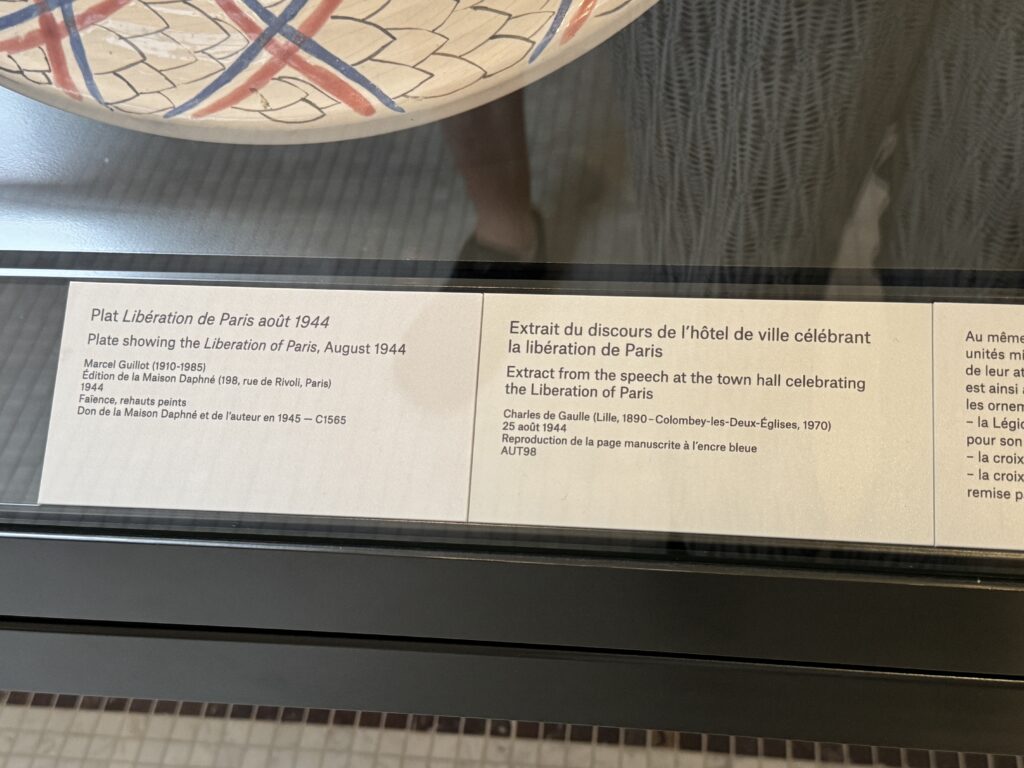 Plat Libération de Paris août 1944
Plate showing the Liberation of Paris, August 1944
Marcel Guillot (1910-1985)
Édition de la Maison Daphné (198, rue de Rivoli, Paris)
1944
Faïence, rehauts peints
Don de la Maison Daphné et de l'auteur en 1945 — C1565
Extrait du discours de l'hôtel de ville célébrant
la libération de Paris
Extract from the speech at the town hall celebrating
the Liberation of Paris
Charles de Gaulle (Lille, 1890–Colombey-les-Deux-Églises, 1970)
25 août 1944
Reproduction de la page manuscrite à l'encre bleue
AUT98
Au même
unités mi
de leur at
est ainsi a
les ornen
– la Légio
pour son
– la croix
– la croix
remise p